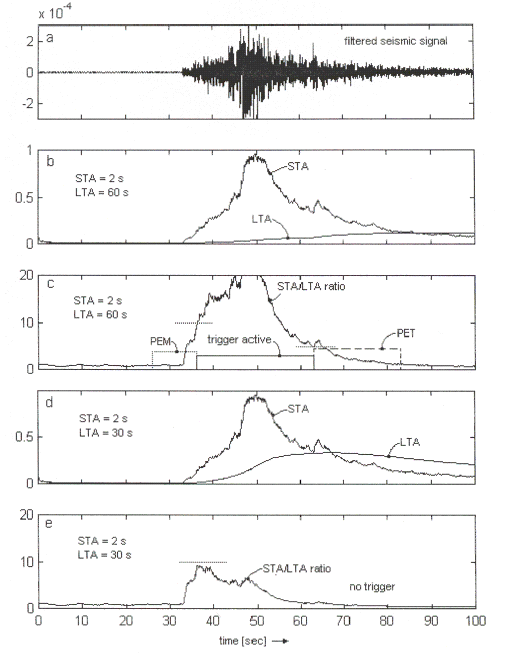 x 10⁻⁴
2
0
-2
a
filtered seismic signal
1
0.5
0
b
STA = 2 s
LTA = 60 s
STA
LTA
20
10
0
c
STA = 2 s
LTA = 60 s
STA/LTA ratio
PEM
trigger active
PET
0.5
0
d
STA = 2 s
LTA = 30 s
STA
LTA
20
10
0
e
STA = 2 s
LTA = 30 s
STA/LTA ratio
no trigger
0 10 20 30 40 50 60 70 80 90 100
time [sec]